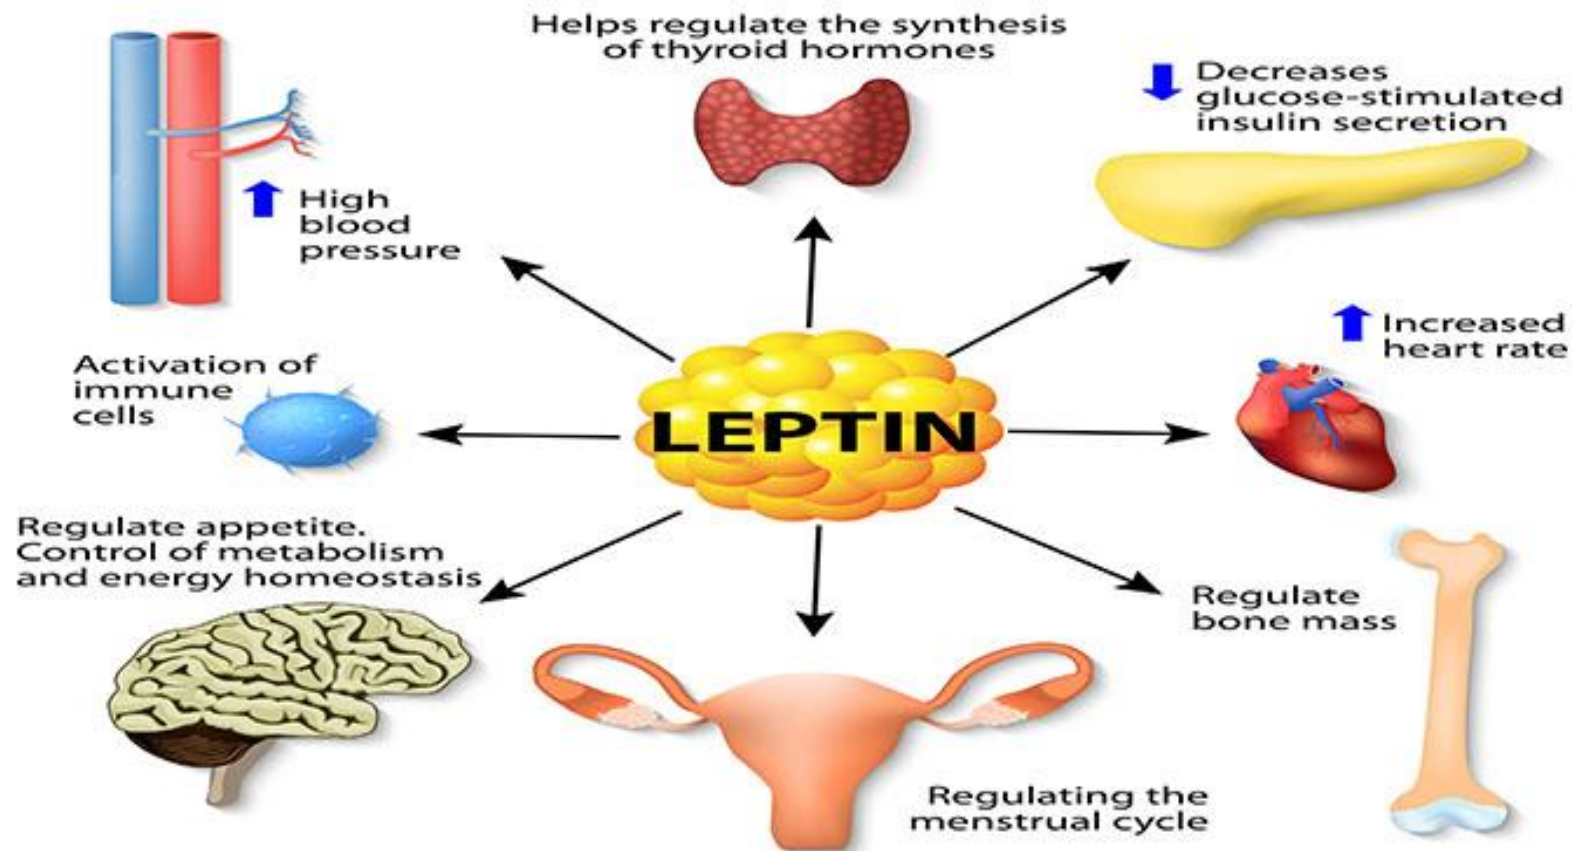 Helps regulate the synthesis
of thyroid hormones
Decreases
glucose-stimulated
insulin secretion
High
blood
pressure
Increased
heart rate
Activation of
immune
cells
LEPTIN
Regulate appetite.
Control of metabolism
and energy homeostasis
Regulate
bone mass
Regulating the
menstrual cycle